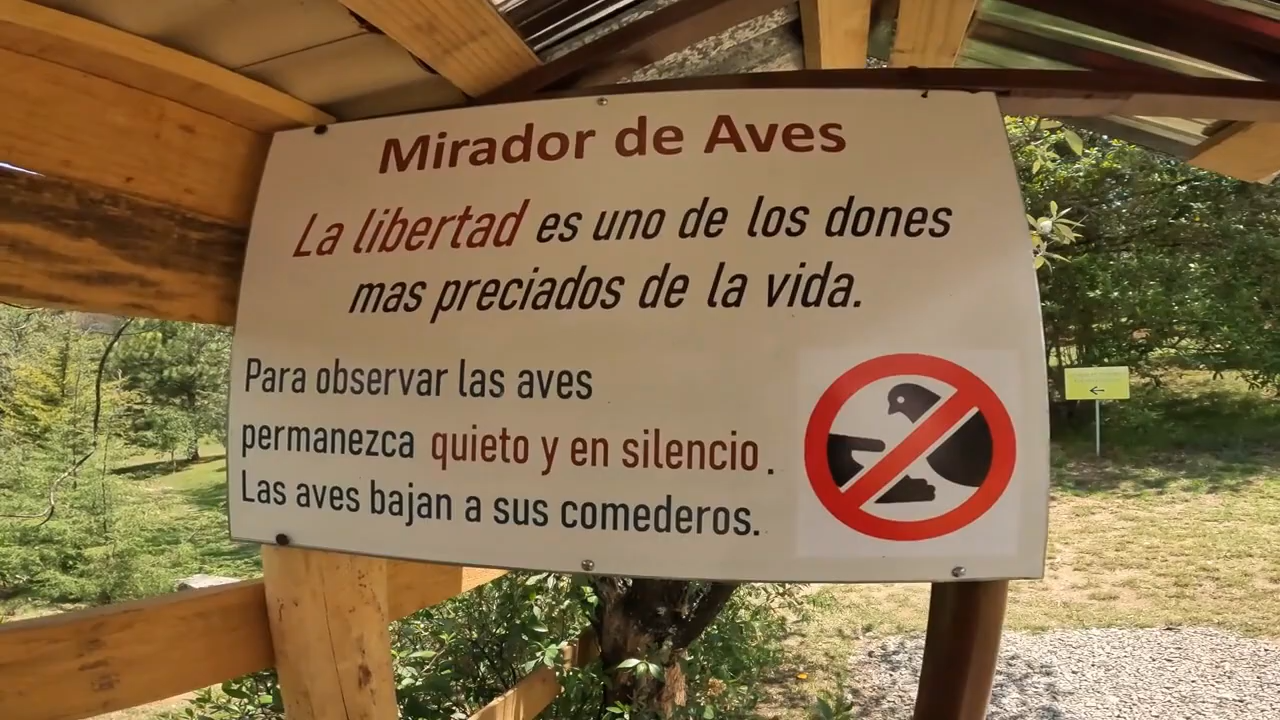 Mirador de Aves
La libertad es uno de los dones
mas preciados de la vida.
Para observar las aves
permanezca quieto y en silencio.
Las aves bajan a sus comederos.